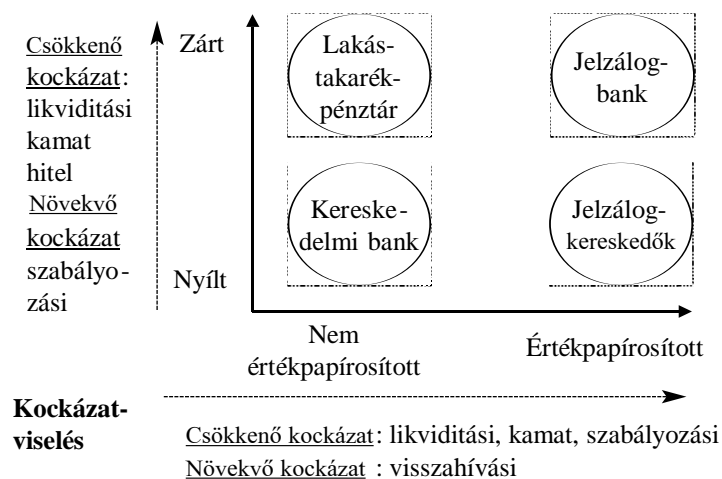 Csökkenő
kockázat:
likviditási
kamat
hitel
Növekvő
kockázat
szabályo-
zási
Zárt
Nyílt
Lakás-
takarék-
pénztár
Jelzálog-
bank
Kereske-
delmi bank
Jelzálog-
kereskedők
Nem
értékpapírosított
Értékpapírosított
Kockázat-
viselés
Csökkenő kockázat: likviditási, kamat, szabályozási
Növekvő kockázat : visszahívási